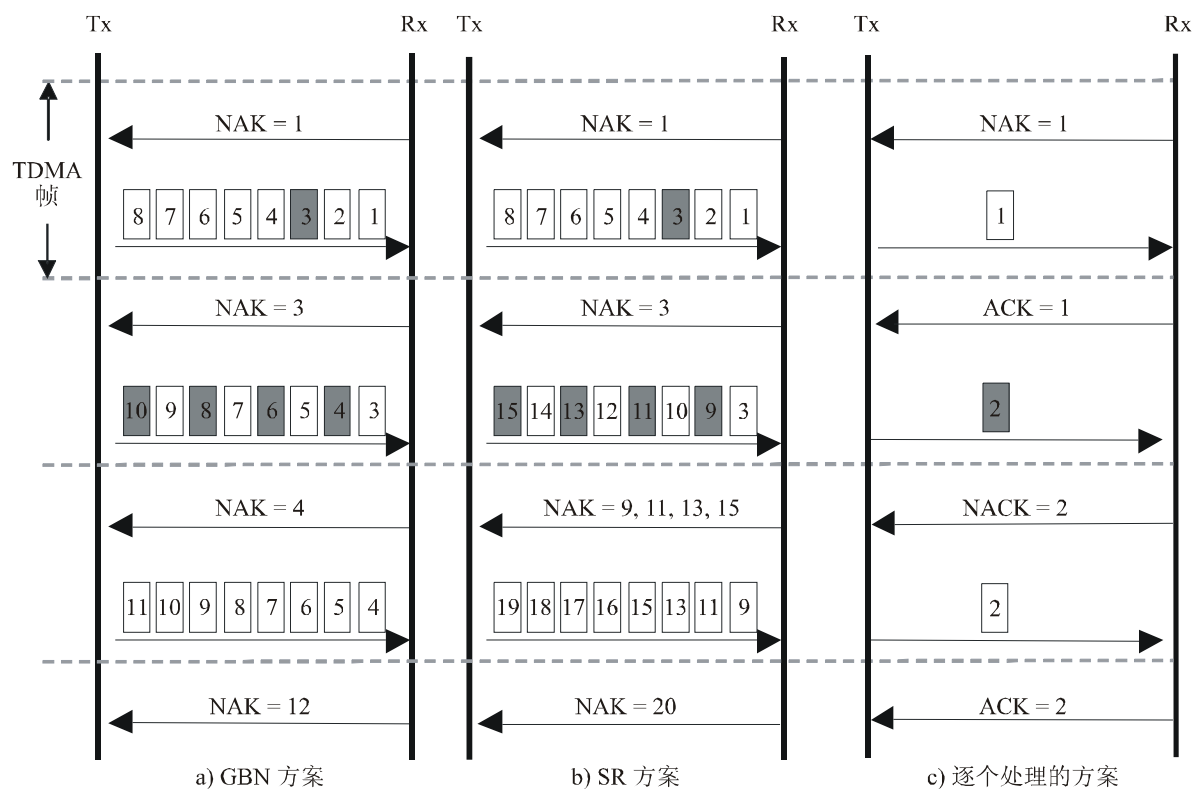 Tx Rx Tx Rx Tx Rx
TDMA
帧
NAK = 1 NAK = 1 NAK = 1
8 7 6 5 4 3 2 1 8 7 6 5 4 3 2 1 1
NAK = 3 NAK = 3 ACK = 1
10 9 8 7 6 5 4 3 15 14 13 12 11 10 9 3 2
NAK = 4 NAK = 9, 11, 13, 15 NACK = 2
11 10 9 8 7 6 5 4 19 18 17 16 15 13 11 9 2
NAK = 12 NAK = 20 ACK = 2
a) GBN 方案 b) SR 方案 c) 逐个处理的方案